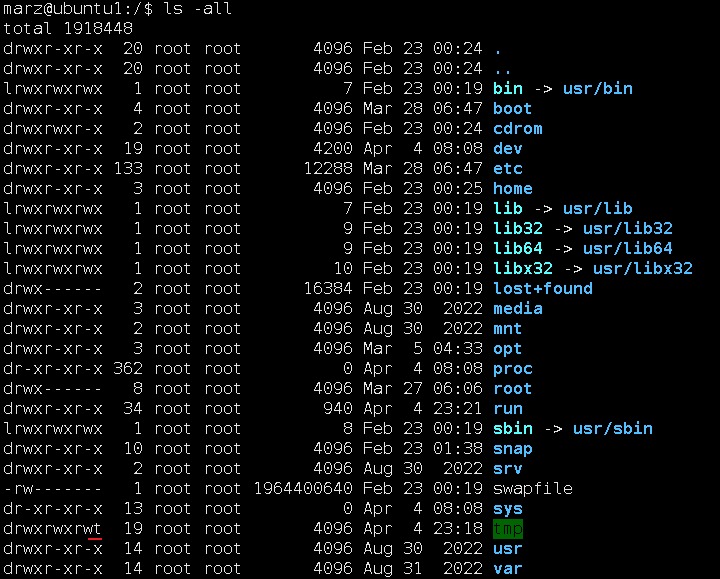 marz@ubuntu1:/$ ls -all
total 1918448
drwxr-xr-x  20 root root       4096 Feb 23 00:24 .
drwxr-xr-x  20 root root       4096 Feb 23 00:24 ..
lrwxrwxrwx   1 root root          7 Feb 23 00:19 bin -> usr/bin
drwxr-xr-x   4 root root       4096 Mar 28 06:47 boot
drwxrwxr-x   2 root root       4096 Feb 23 00:24 cdrom
drwxr-xr-x  19 root root       4200 Apr  4 08:08 dev
drwxr-xr-x 133 root root      12288 Mar 28 06:47 etc
drwxr-xr-x   3 root root       4096 Feb 23 00:25 home
lrwxrwxrwx   1 root root          7 Feb 23 00:19 lib -> usr/lib
lrwxrwxrwx   1 root root          9 Feb 23 00:19 lib32 -> usr/lib32
lrwxrwxrwx   1 root root          9 Feb 23 00:19 lib64 -> usr/lib64
lrwxrwxrwx   1 root root         10 Feb 23 00:19 libx32 -> usr/libx32
drwx------   2 root root      16384 Feb 23 00:19 lost+found
drwxr-xr-x   3 root root       4096 Aug 30  2022 media
drwxr-xr-x   2 root root       4096 Aug 30  2022 mnt
drwxr-xr-x   3 root root       4096 Mar  5 04:33 opt
dr-xr-xr-x 362 root root          0 Apr  4 08:08 proc
drwx------   8 root root       4096 Mar 27 06:06 root
drwxr-xr-x  34 root root        940 Apr  4 23:21 run
lrwxrwxrwx   1 root root          8 Feb 23 00:19 sbin -> usr/sbin
drwxr-xr-x  10 root root       4096 Feb 23 01:38 snap
drwxr-xr-x   2 root root       4096 Aug 30  2022 srv
-rw-------   1 root root 1964400640 Feb 23 00:19 swapfile
dr-xr-xr-x  13 root root          0 Apr  4 08:08 sys
drwxrwxrwt  19 root root       4096 Apr  4 23:18 tmp
drwxr-xr-x  14 root root       4096 Aug 30  2022 usr
drwxr-xr-x  14 root root       4096 Aug 31  2022 var